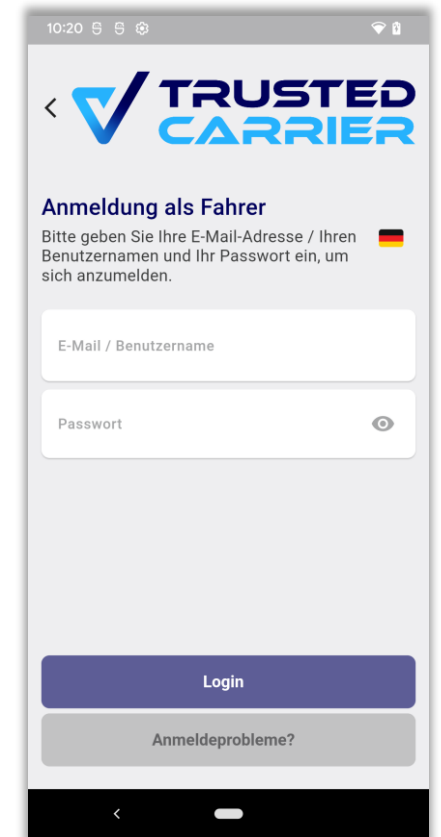 10:20
TRUSTED
CARRIER
Anmeldung als Fahrer
Bitte geben Sie Ihre E-Mail-Adresse / Ihren
Benutzernamen und Ihr Passwort ein, um
sich anzumelden.
E-Mail / Benutzername
Passwort
Login
Anmeldeprobleme?